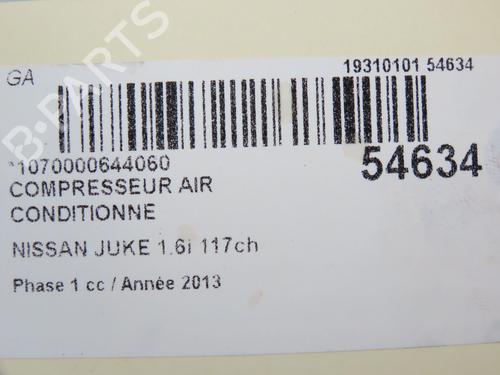 GA
19310101 54634
*1070000644060
54634
COMPRESSEUR AIR
CONDITIONNE
NISSAN JUKE 1.6i 117ch
Phase 1 cc / Année 2013
B-PARTS